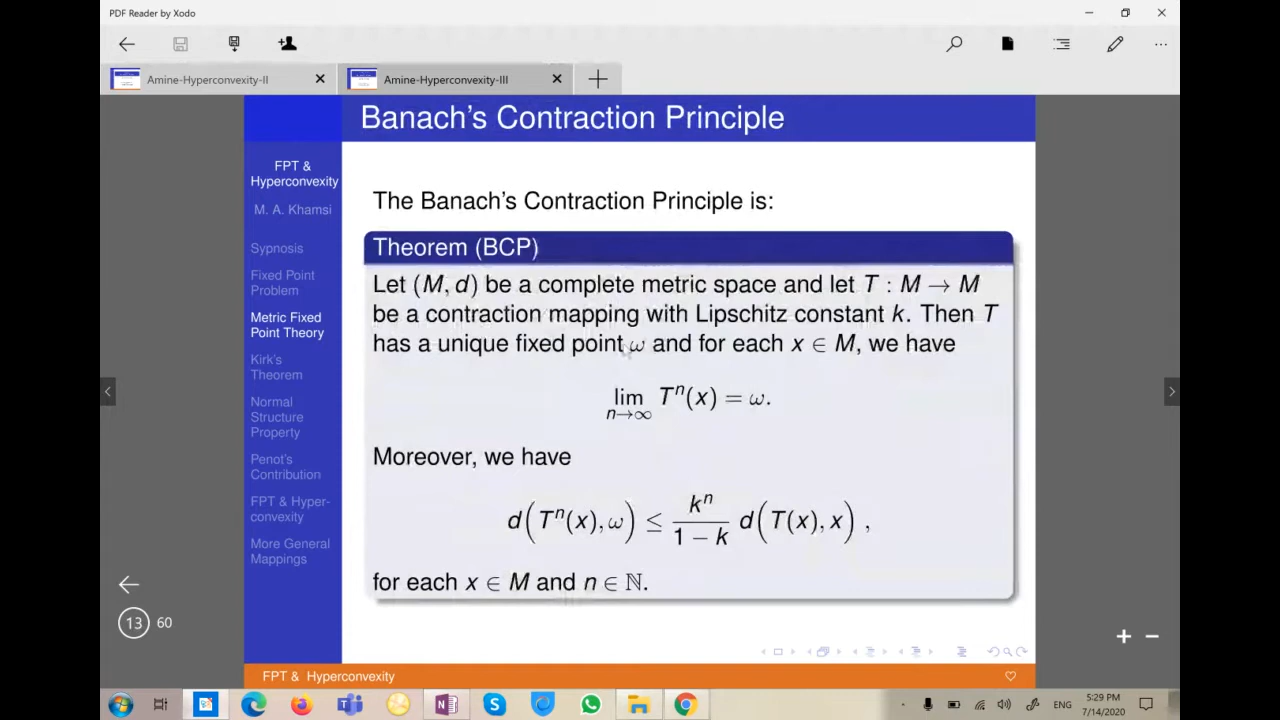 PDF Reader by Xodo
Amine-Hyperconvexity-II
Amine-Hyperconvexity-III
Banach's Contraction Principle
FPT &
Hyperconvexity
M. A. Khamsi
Sypnosis
Fixed Point
Problem
Metric Fixed
Point Theory
Kirk's
Theorem
Normal
Structure
Property
Penot's
Contribution
FPT & Hyper-
convexity
More General
Mappings
The Banach's Contraction Principle is:
Theorem (BCP)
Let (M, d) be a complete metric space and let T : M → M
be a contraction mapping with Lipschitz constant k. Then T
has a unique fixed point ω and for each x ∈ M, we have
lim n→∞ Tⁿ(x) = ω.
Moreover, we have
d(Tⁿ(x), ω) ≤ kⁿ/(1 − k) d(T(x), x) ,
for each x ∈ M and n ∈ ℕ.
13 60
FPT & Hyperconvexity
ENG
5:29 PM
7/14/2020